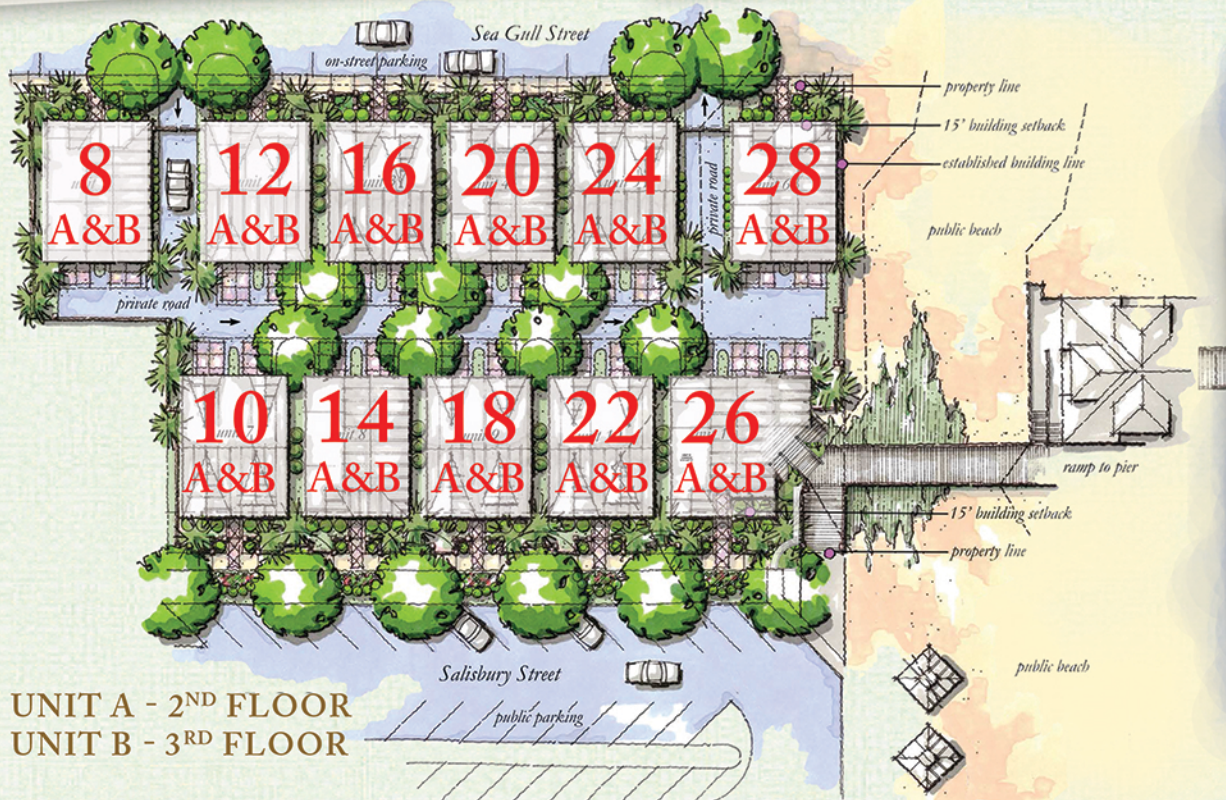 Sea Gull Street
on-street parking
property line
15' building setback
established building line
8
A&B
12
A&B
16
A&B
20
A&B
24
A&B
28
A&B
private road
public beach
private road
10
A&B
14
A&B
18
A&B
22
A&B
26
A&B
ramp to pier
15' building setback
property line
Salisbury Street
public beach
public parking
UNIT A - 2ND FLOOR
UNIT B - 3RD FLOOR